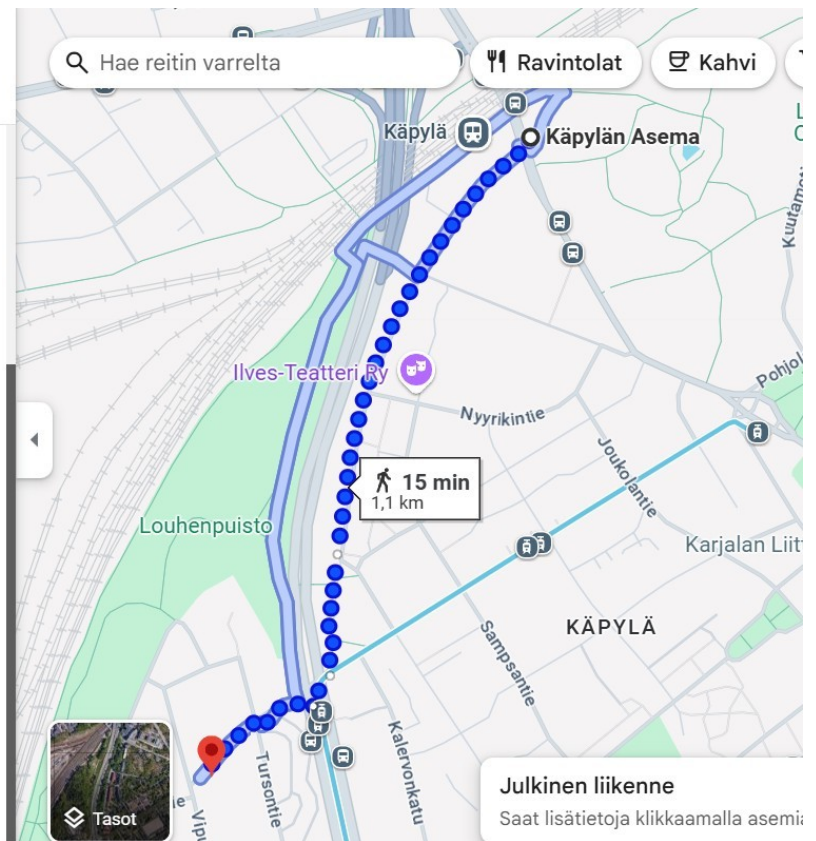 Hae reitin varrelta
Ravintolat
Kahvi
Käpylä
Käpylän Asema
Ilves-Teatteri Ry
Nyyrikintie
Joukolantie
15 min
1,1 km
Louhenpuisto
Karjalan Liit
KÄPYLÄ
Sampsantie
Kalervonkatu
Tursontie
Tasot
Julkinen liikenne
Saat lisätietoja klikkaamalla asemia